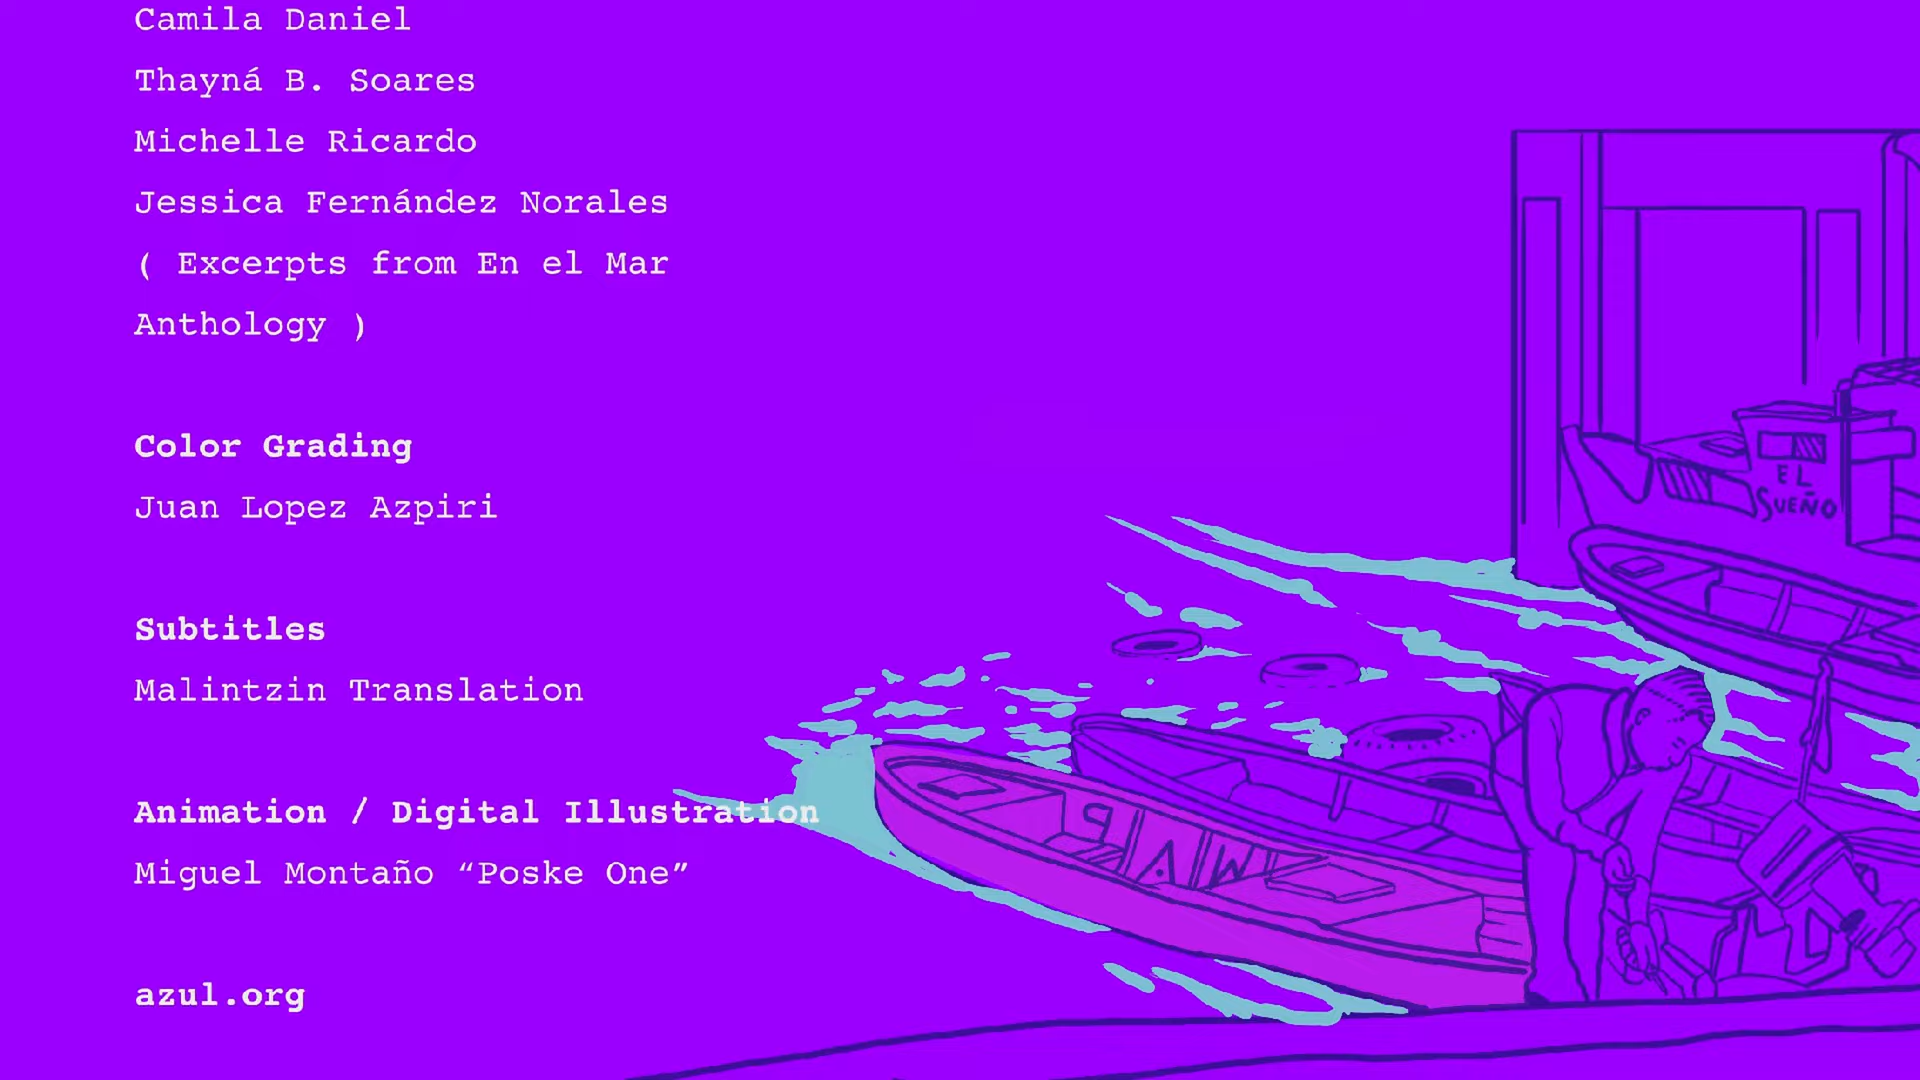 Camila Daniel
Thayná B. Soares
Michelle Ricardo
Jessica Fernández Norales
( Excerpts from En el Mar
Anthology )
Color Grading
Juan Lopez Azpiri
Subtitles
Malintzin Translation
Animation / Digital Illustration
Miguel Montaño “Poske One”
azul.org
EL
SUEÑO